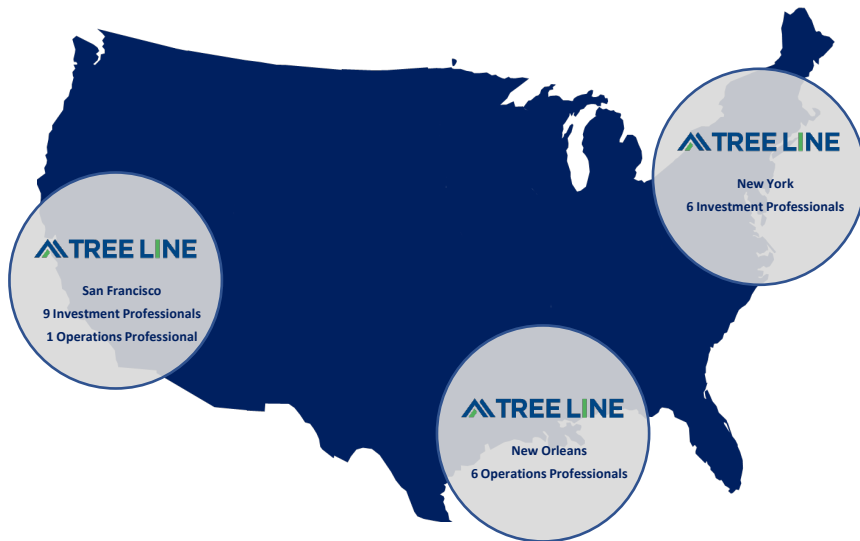 TREE LINE
New York
6 Investment Professionals
TREE LINE
San Francisco
9 Investment Professionals
1 Operations Professional
TREE LINE
New Orleans
6 Operations Professionals